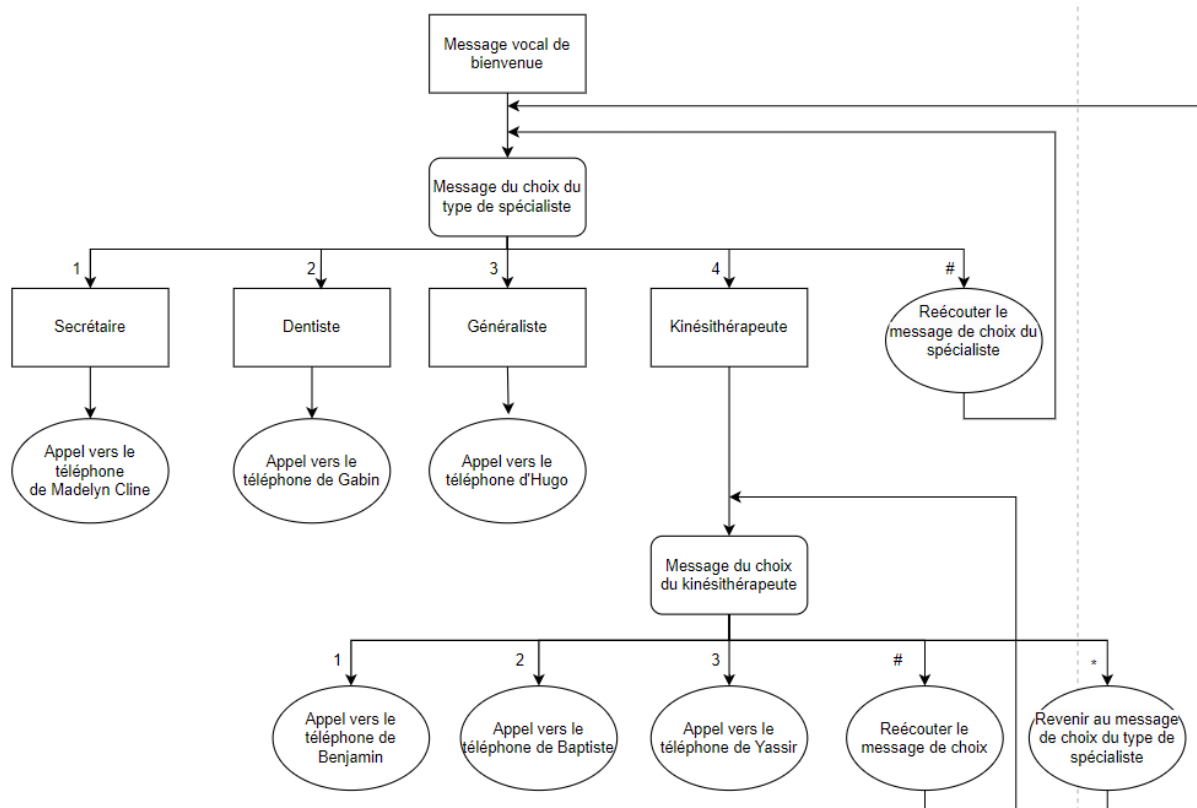 Message vocal de
bienvenue
Message du choix du
type de spécialiste
1
2
3
4
#
Secrétaire
Dentiste
Généraliste
Kinésithérapeute
Reécouter le
message de choix du
spécialiste
Appel vers le
téléphone
de Madelyn Cline
Appel vers le
téléphone de Gabin
Appel vers le
téléphone d'Hugo
Message du choix
du kinésithérapeute
1
2
3
#
*
Appel vers le
téléphone de
Benjamin
Appel vers le
téléphone de Baptiste
Appel vers le
téléphone de Yassir
Reécouter le
message de choix
Revenir au message
de choix du type de
spécialiste